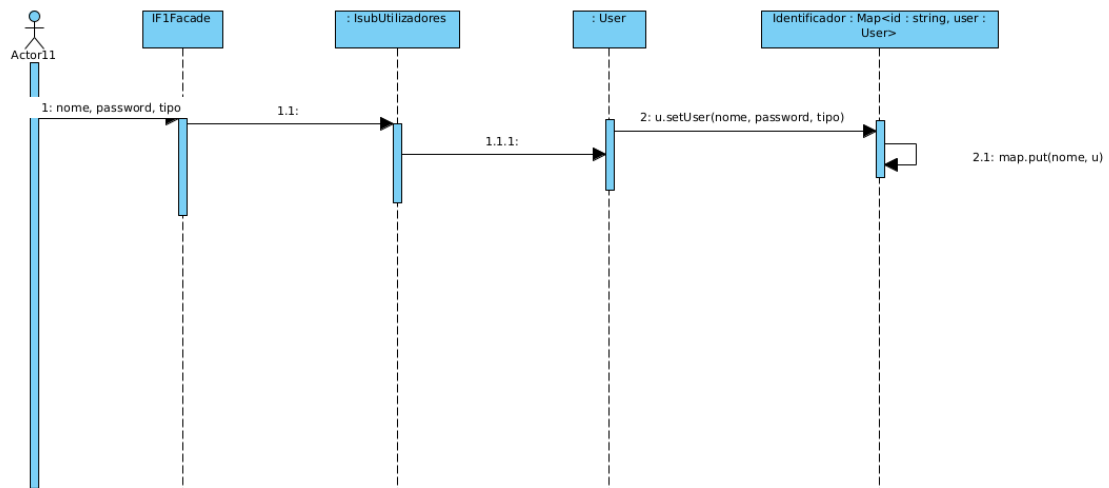 Actor11
IF1Facade
: IsubUtilizadores
: User
Identificador : Map<id : string, user :
User>
1: nome, password, tipo
1.1:
1.1.1:
2: u.setUser(nome, password, tipo)
2.1: map.put(nome, u)